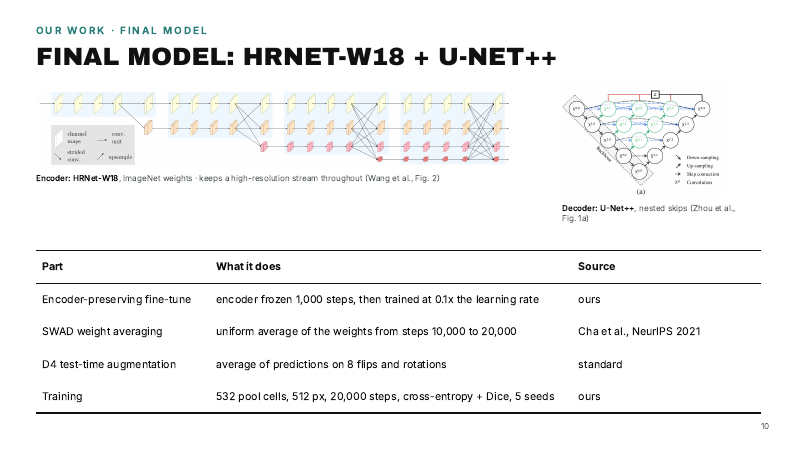 OUR WORK · FINAL MODEL
FINAL MODEL: HRNET-W18 + U-NET++
channel maps
conv. unit
strided conv.
upsample
Encoder: HRNet-W18, ImageNet weights · keeps a high-resolution stream throughout (Wang et al., Fig. 2)
Backbone
Down-sampling
Up-sampling
Skip connection
Convolution
(a)
Decoder: U-Net++, nested skips (Zhou et al.,
Fig. 1a)
Part What it does Source
Encoder-preserving fine-tune encoder frozen 1,000 steps, then trained at 0.1x the learning rate ours
SWAD weight averaging uniform average of the weights from steps 10,000 to 20,000 Cha et al., NeurIPS 2021
D4 test-time augmentation average of predictions on 8 flips and rotations standard
Training 532 pool cells, 512 px, 20,000 steps, cross-entropy + Dice, 5 seeds ours
10